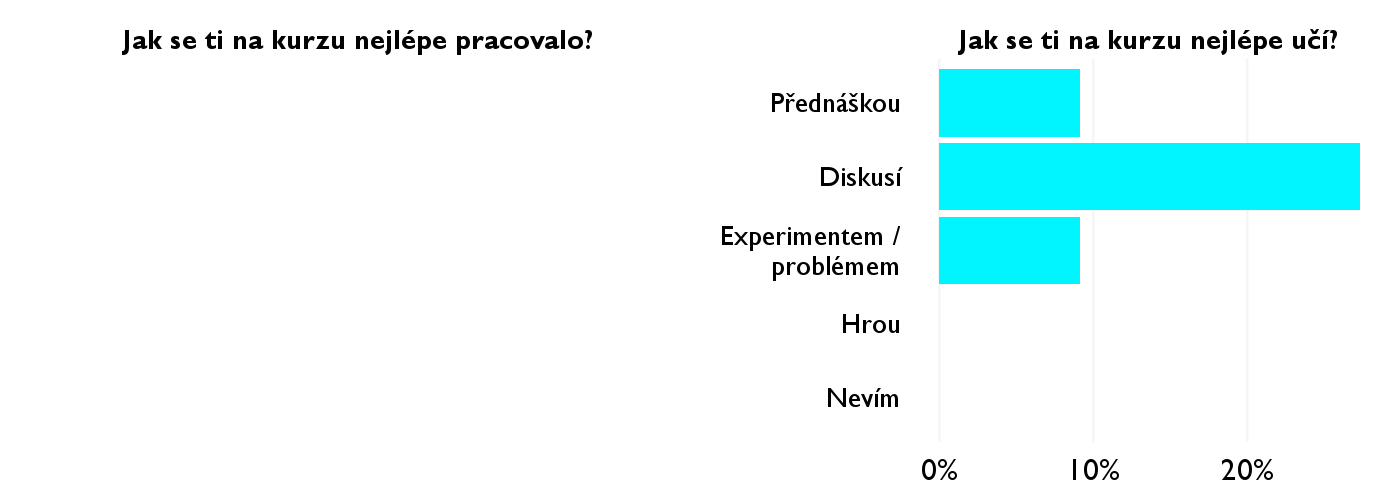 Jak se ti na kurzu nejlépe pracovalo?
Jak se ti na kurzu nejlépe učí?
Přednáškou
Diskusí
Experimentem /
problémem
Hrou
Nevím
0% 10% 20%